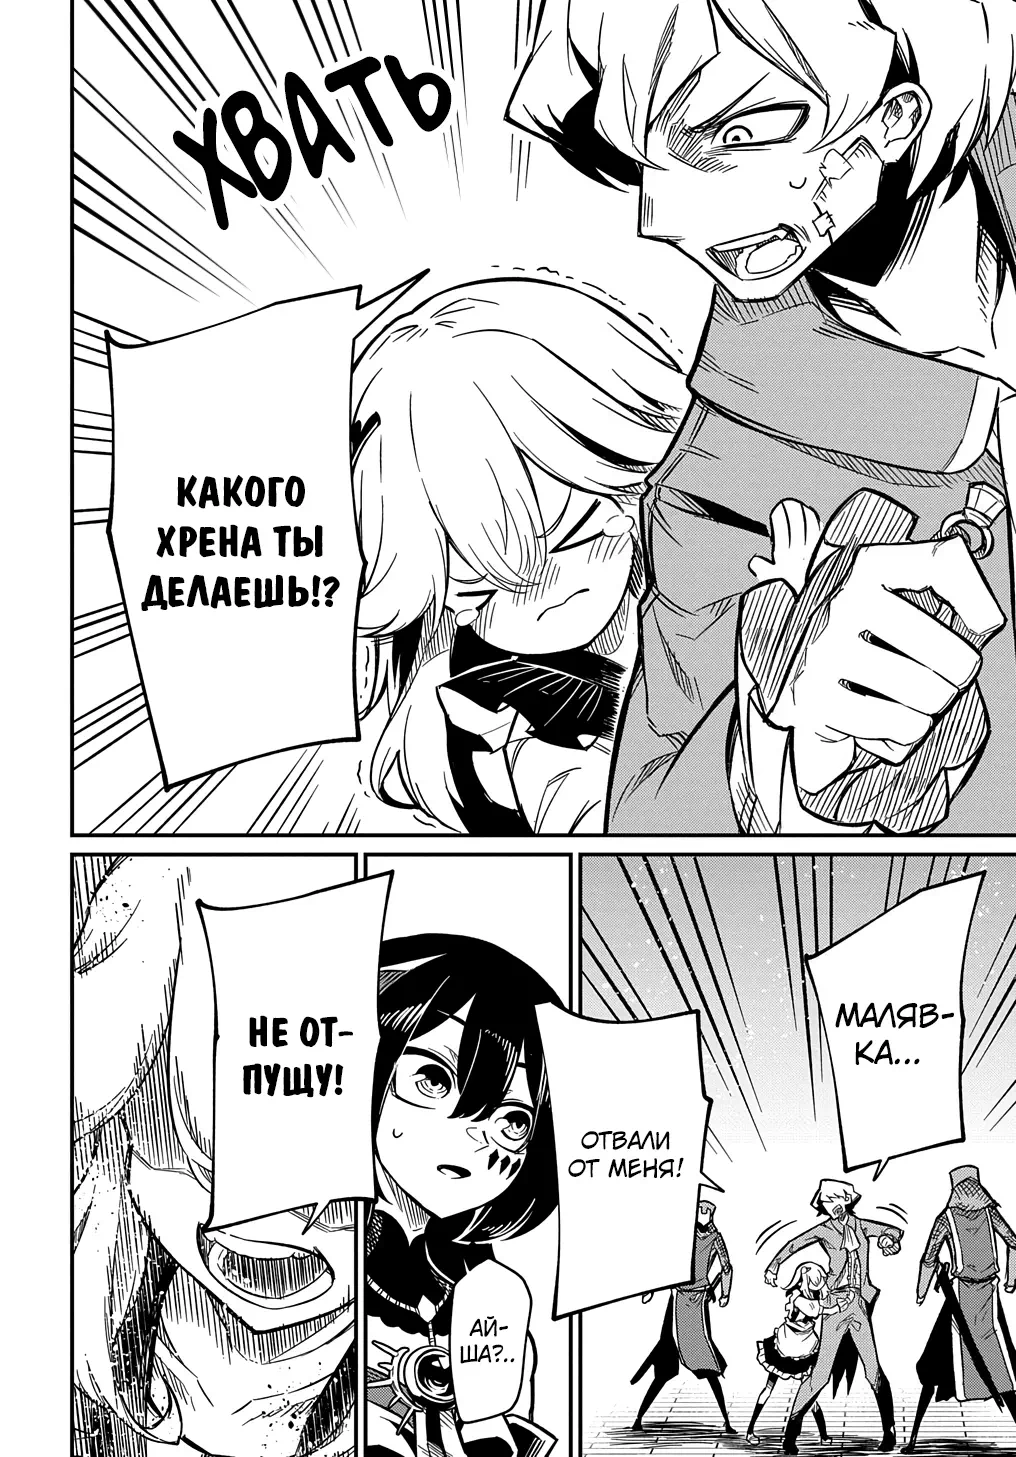 ХВАТЬ
КАКОГО
ХРЕНА ТЫ
ДЕЛАЕШЬ!?
МАЛЯВ-
КА...
ОТВАЛИ
ОТ МЕНЯ!
АЙ-
ША?..
НЕ ОТ-
ПУЩУ!